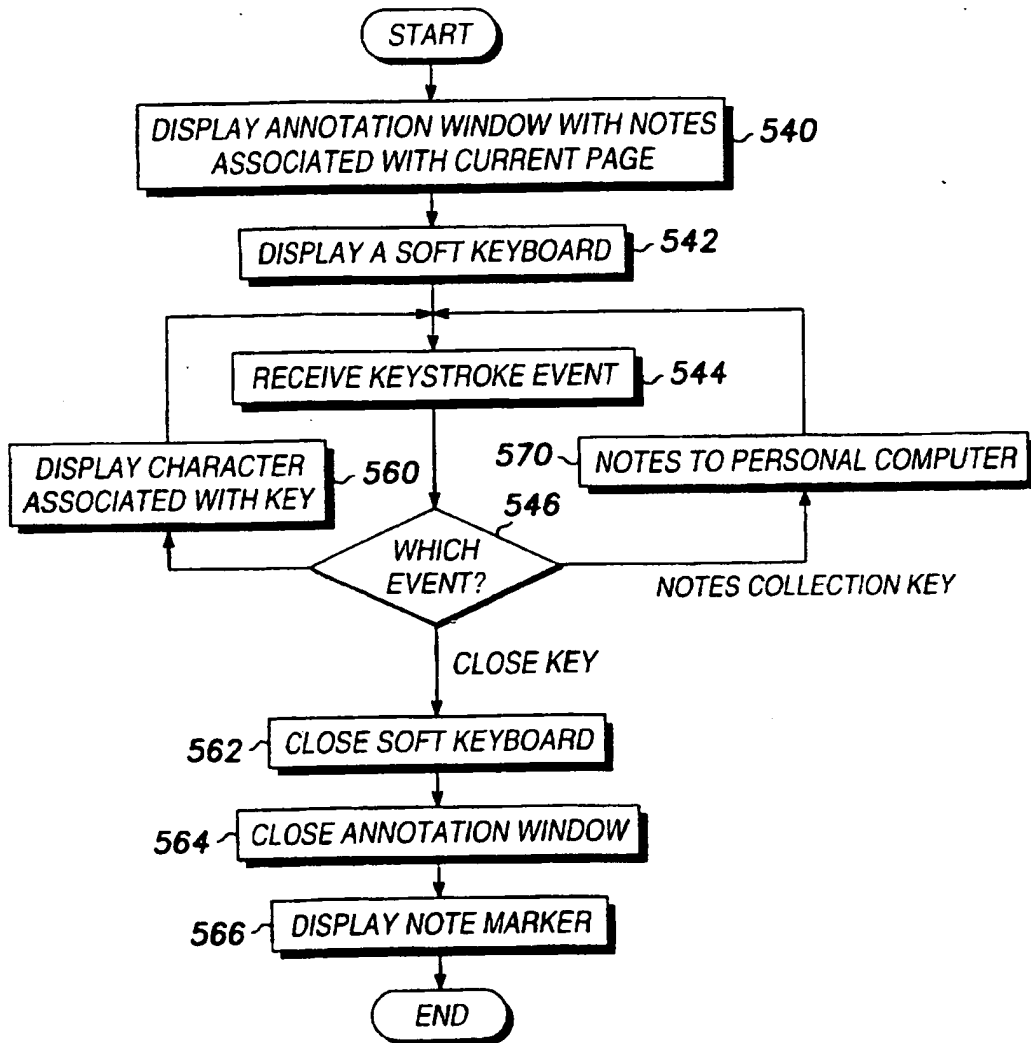 START
DISPLAY ANNOTATION WINDOW WITH NOTES
ASSOCIATED WITH CURRENT PAGE
540
DISPLAY A SOFT KEYBOARD
542
RECEIVE KEYSTROKE EVENT
544
DISPLAY CHARACTER
ASSOCIATED WITH KEY
560
570
NOTES TO PERSONAL COMPUTER
546
WHICH
EVENT?
NOTES COLLECTION KEY
CLOSE KEY
562
CLOSE SOFT KEYBOARD
564
CLOSE ANNOTATION WINDOW
566
DISPLAY NOTE MARKER
END